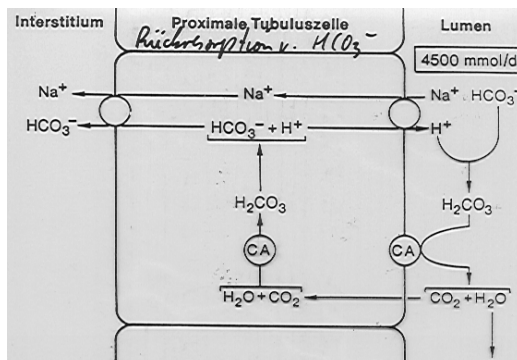 Interstitium Proximale Tubuluszelle Lumen
Rückresorption v. HCO₃⁻
4500 mmol/d
Na⁺ Na⁺ Na⁺ HCO₃⁻
HCO₃⁻ HCO₃⁻ + H⁺ H⁺
H₂CO₃ H₂CO₃
CA CA
H₂O + CO₂ CO₂ + H₂O